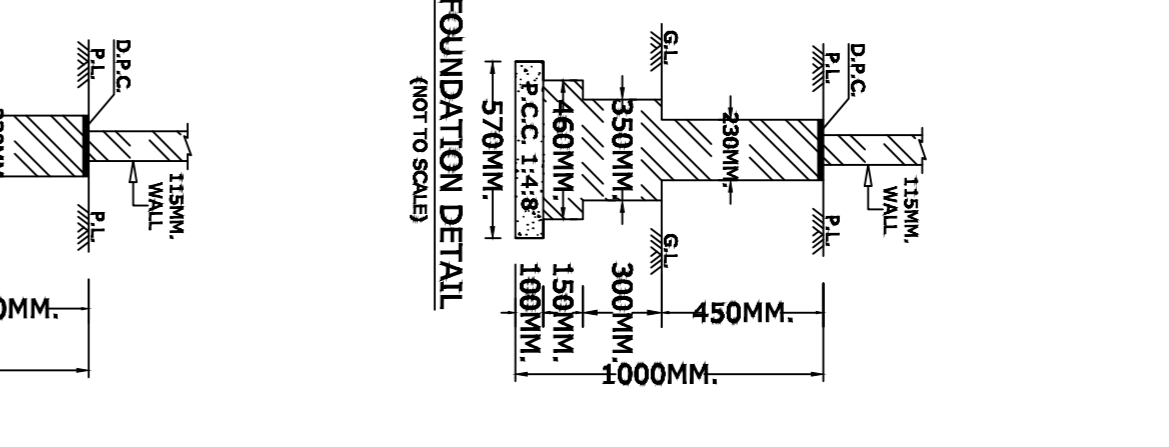 D.P.C.
P.L.
115MM.
WALL
P.L.
0MM.
FOUNDATION DETAIL
(NOT TO SCALE)
D.P.C.
P.L.
115MM.
WALL
P.L.
230MM.
G.L.
G.L.
350MM.
460MM.
P.C.C. 1:4:8
570MM.
100MM.
150MM.
300MM.
450MM.
1000MM.